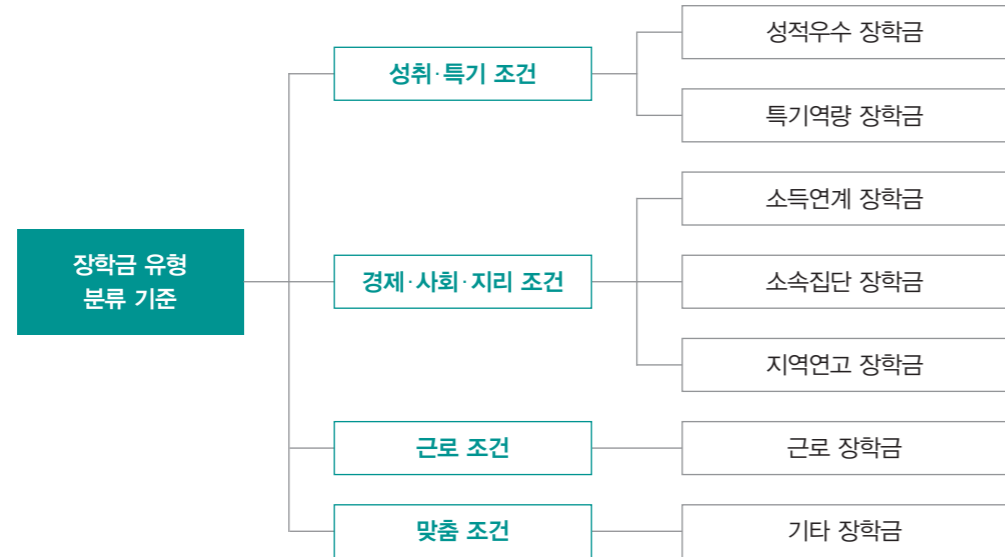 장학금 유형
분류 기준
성취·특기 조건
성적우수 장학금
특기역량 장학금
경제·사회·지리 조건
소득연계 장학금
소속집단 장학금
지역연고 장학금
근로 조건
근로 장학금
맞춤 조건
기타 장학금